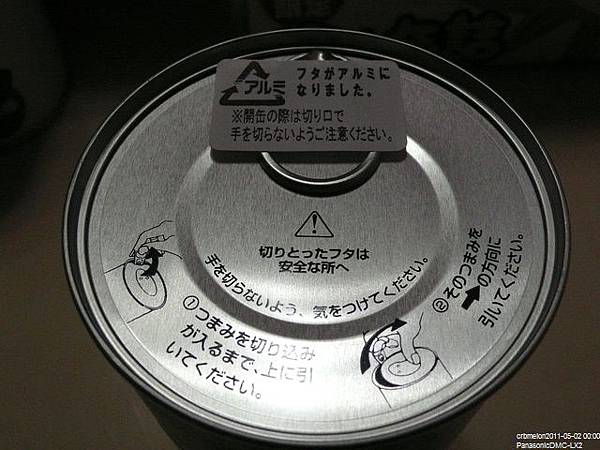 アルミ
フタがアルミに
なりました。
※開缶の際は切り口で
手を切らないようご注意ください。
切りとったフタは
安全な所へ
手を切らないよう、気をつけてください。
①つまみを切り込み
が入るまで、上に引
いてください。
②そのつまみを
➡の方向に
引いてください。
crbmelon2011-05-02 00:00
PanasonicDMC-LX2